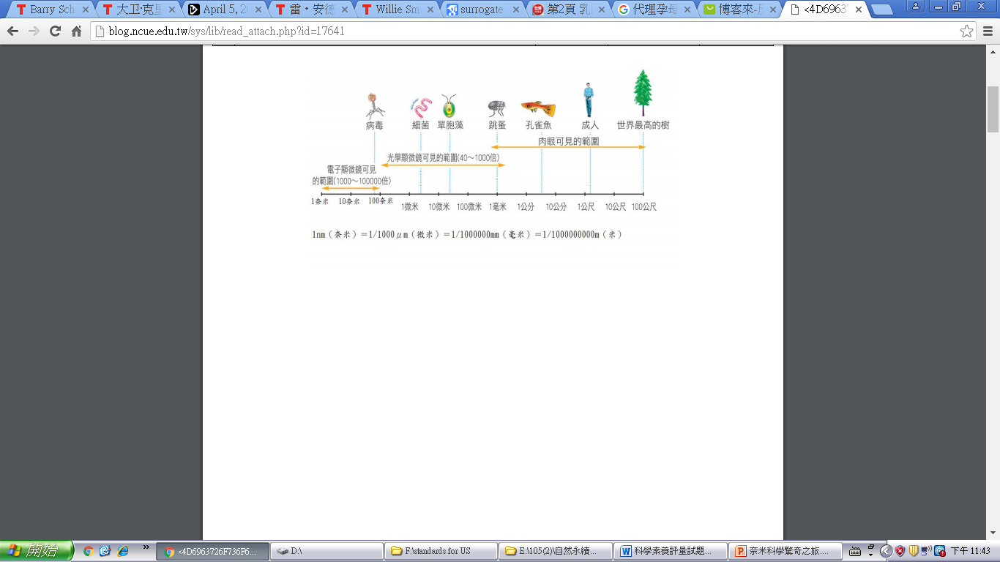 Barry Sch
大卫·克里
April 5, 20
雷·安德
Willie Sm
surrogate
第2頁 乳
代理孕母
博客來-
<4D6963
blog.ncue.edu.tw/sys/lib/read_attach.php?id=17641
病毒 細菌 單胞藻 跳蚤 孔雀魚 成人 世界最高的樹
肉眼可見的範圍
光學顯微鏡可見的範圍(40～1000倍)
電子顯微鏡可見
的範圍(1000～100000倍)
1奈米 10奈米 100奈米 1微米 10微米 100微米 1毫米 1公分 10公分 1公尺 10公尺 100公尺
1nm（奈米）＝1/1000μm（微米）＝1/1000000mm（毫米）＝1/1000000000m（米）
開始 <4D6963726F736F6... D:\ F:\standards for US E:\105(2)\自然永續... 科學素養評量試題... 奈米科學驚奇之旅.... 下午 11:43